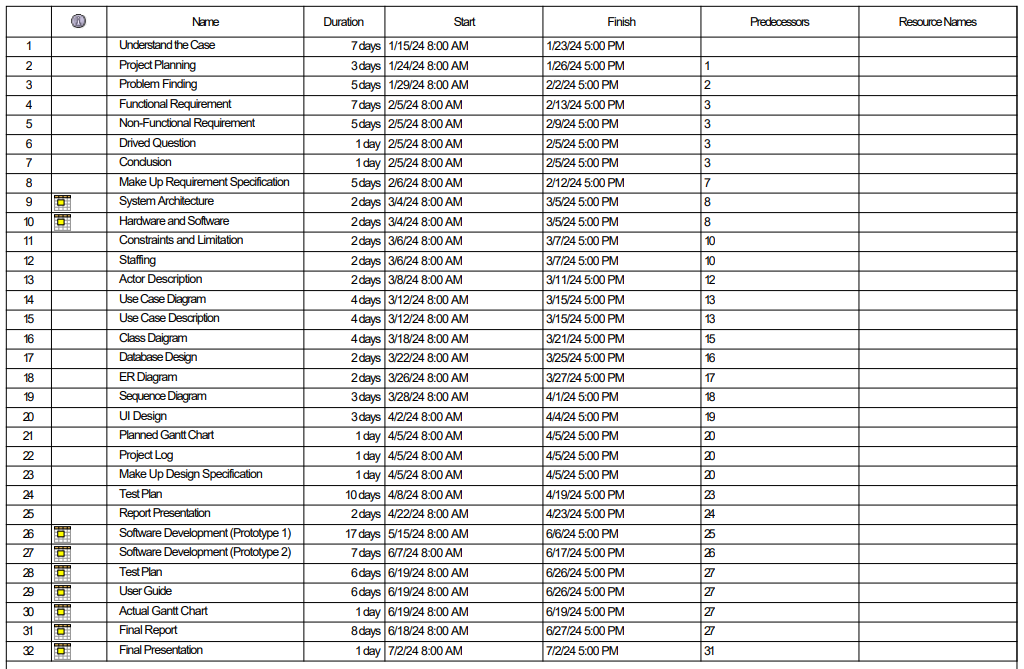 Name Duration Start Finish Predecessors Resource Names
1 Understand the Case 7 days 1/15/24 8:00 AM 1/23/24 5:00 PM
2 Project Planning 3 days 1/24/24 8:00 AM 1/26/24 5:00 PM 1
3 Problem Finding 5 days 1/29/24 8:00 AM 2/2/24 5:00 PM 2
4 Functional Requirement 7 days 2/5/24 8:00 AM 2/13/24 5:00 PM 3
5 Non-Functional Requirement 5 days 2/5/24 8:00 AM 2/9/24 5:00 PM 3
6 Drived Question 1 day 2/5/24 8:00 AM 2/5/24 5:00 PM 3
7 Conclusion 1 day 2/5/24 8:00 AM 2/5/24 5:00 PM 3
8 Make Up Requirement Specification 5 days 2/6/24 8:00 AM 2/12/24 5:00 PM 7
9 System Architecture 2 days 3/4/24 8:00 AM 3/5/24 5:00 PM 8
10 Hardware and Software 2 days 3/4/24 8:00 AM 3/5/24 5:00 PM 8
11 Constraints and Limitation 2 days 3/6/24 8:00 AM 3/7/24 5:00 PM 10
12 Staffing 2 days 3/6/24 8:00 AM 3/7/24 5:00 PM 10
13 Actor Description 2 days 3/8/24 8:00 AM 3/11/24 5:00 PM 12
14 Use Case Diagram 4 days 3/12/24 8:00 AM 3/15/24 5:00 PM 13
15 Use Case Description 4 days 3/12/24 8:00 AM 3/15/24 5:00 PM 13
16 Class Daigram 4 days 3/18/24 8:00 AM 3/21/24 5:00 PM 15
17 Database Design 2 days 3/22/24 8:00 AM 3/25/24 5:00 PM 16
18 ER Diagram 2 days 3/26/24 8:00 AM 3/27/24 5:00 PM 17
19 Sequence Diagram 3 days 3/28/24 8:00 AM 4/1/24 5:00 PM 18
20 UI Design 3 days 4/2/24 8:00 AM 4/4/24 5:00 PM 19
21 Planned Gantt Chart 1 day 4/5/24 8:00 AM 4/5/24 5:00 PM 20
22 Project Log 1 day 4/5/24 8:00 AM 4/5/24 5:00 PM 20
23 Make Up Design Specification 1 day 4/5/24 8:00 AM 4/5/24 5:00 PM 20
24 Test Plan 10 days 4/8/24 8:00 AM 4/19/24 5:00 PM 23
25 Report Presentation 2 days 4/22/24 8:00 AM 4/23/24 5:00 PM 24
26 Software Development (Prototype 1) 17 days 5/15/24 8:00 AM 6/6/24 5:00 PM 25
27 Software Development (Prototype 2) 7 days 6/7/24 8:00 AM 6/17/24 5:00 PM 26
28 Test Plan 6 days 6/19/24 8:00 AM 6/26/24 5:00 PM 27
29 User Guide 6 days 6/19/24 8:00 AM 6/26/24 5:00 PM 27
30 Actual Gantt Chart 1 day 6/19/24 8:00 AM 6/19/24 5:00 PM 27
31 Final Report 8 days 6/18/24 8:00 AM 6/27/24 5:00 PM 27
32 Final Presentation 1 day 7/2/24 8:00 AM 7/2/24 5:00 PM 31